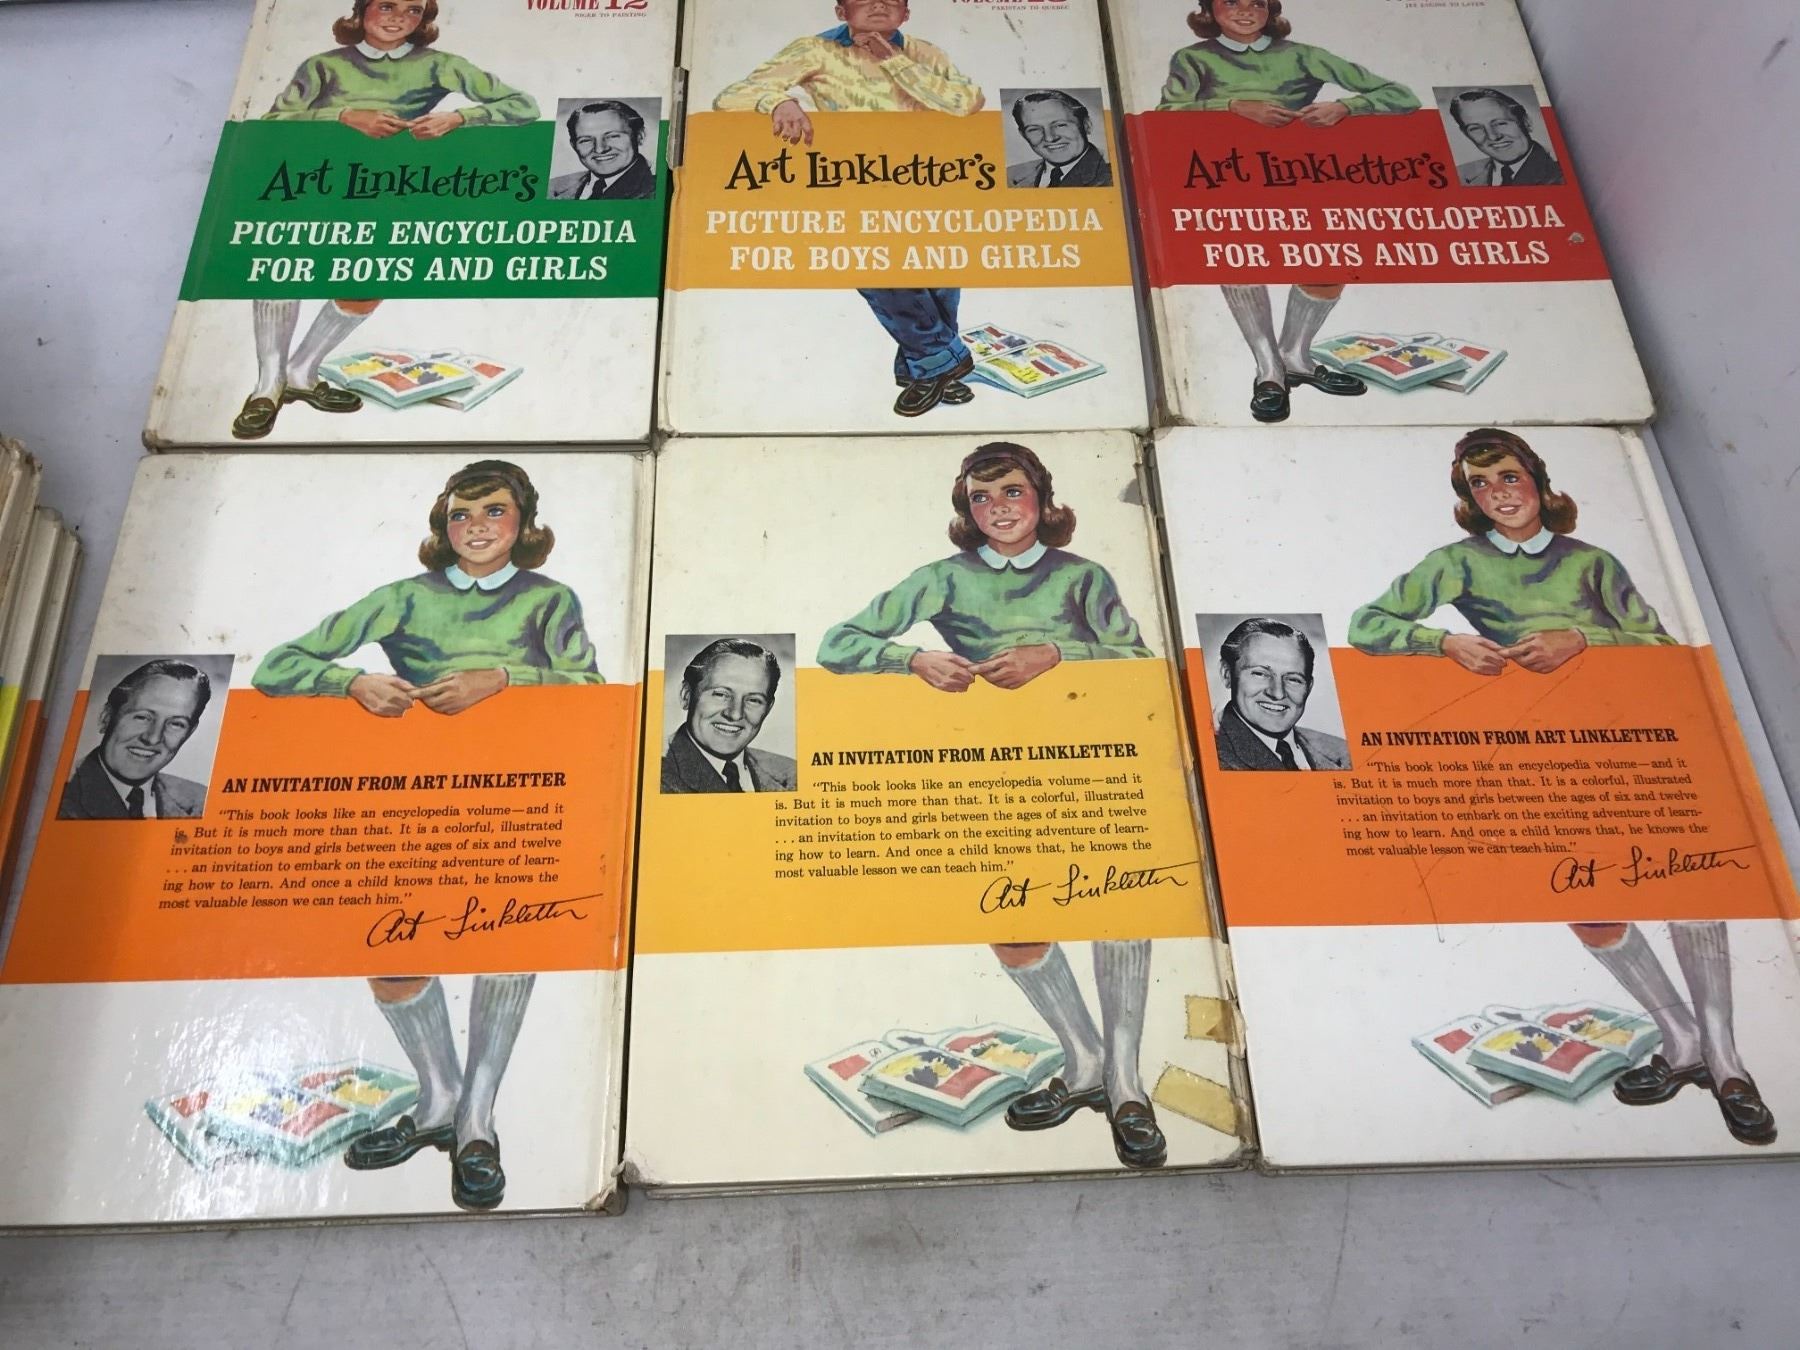 VOLUME 12
NIGER TO PAINTING
Art Linkletter's
PICTURE ENCYCLOPEDIA
FOR BOYS AND GIRLS
VOLUME 13
PAKISTAN TO QUEBEC
Art Linkletter's
PICTURE ENCYCLOPEDIA
FOR BOYS AND GIRLS
JET ENGINE TO LATEX
Art Linkletter's
PICTURE ENCYCLOPEDIA
FOR BOYS AND GIRLS
AN INVITATION FROM ART LINKLETTER
"This book looks like an encyclopedia volume—and it
is. But it is much more than that. It is a colorful, illustrated
invitation to boys and girls between the ages of six and twelve
. . . an invitation to embark on the exciting adventure of learn-
ing how to learn. And once a child knows that, he knows the
most valuable lesson we can teach him."
Art Linkletter
AN INVITATION FROM ART LINKLETTER
"This book looks like an encyclopedia volume—and it
is. But it is much more than that. It is a colorful, illustrated
invitation to boys and girls between the ages of six and twelve
. . . an invitation to embark on the exciting adventure of learn-
ing how to learn. And once a child knows that, he knows the
most valuable lesson we can teach him."
Art Linkletter
AN INVITATION FROM ART LINKLETTER
"This book looks like an encyclopedia volume—and it
is. But it is much more than that. It is a colorful, illustrated
invitation to boys and girls between the ages of six and twelve
. . . an invitation to embark on the exciting adventure of learn-
ing how to learn. And once a child knows that, he knows the
most valuable lesson we can teach him."
Art Linkletter